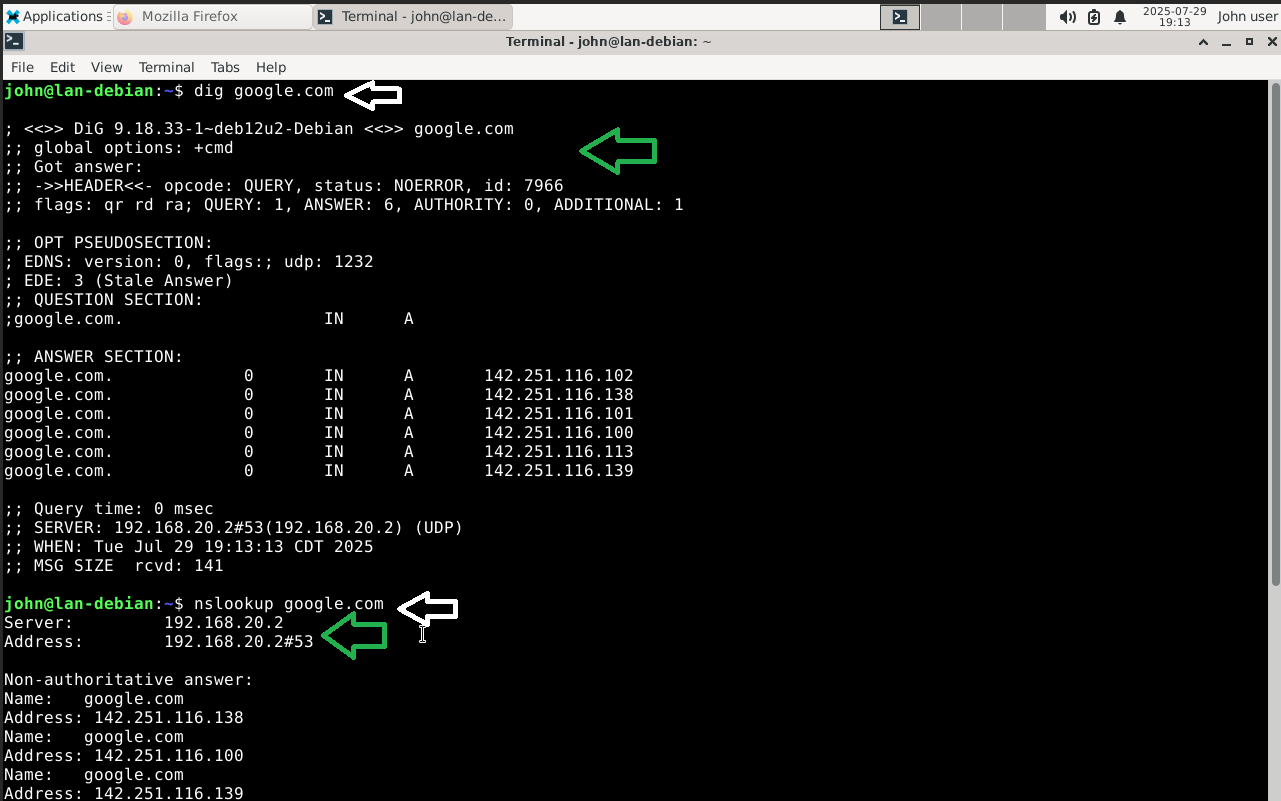 Applications
Mozilla Firefox
Terminal - john@lan-de...
2025-07-29
19:13
John user
Terminal - john@lan-debian: ~
File Edit View Terminal Tabs Help
john@lan-debian:~$ dig google.com

; <<>> DiG 9.18.33-1~deb12u2-Debian <<>> google.com
;; global options: +cmd
;; Got answer:
;; ->>HEADER<<- opcode: QUERY, status: NOERROR, id: 7966
;; flags: qr rd ra; QUERY: 1, ANSWER: 6, AUTHORITY: 0, ADDITIONAL: 1

;; OPT PSEUDOSECTION:
; EDNS: version: 0, flags:; udp: 1232
; EDE: 3 (Stale Answer)
;; QUESTION SECTION:
;google.com.                    IN      A

;; ANSWER SECTION:
google.com.             0       IN      A       142.251.116.102
google.com.             0       IN      A       142.251.116.138
google.com.             0       IN      A       142.251.116.101
google.com.             0       IN      A       142.251.116.100
google.com.             0       IN      A       142.251.116.113
google.com.             0       IN      A       142.251.116.139

;; Query time: 0 msec
;; SERVER: 192.168.20.2#53(192.168.20.2) (UDP)
;; WHEN: Tue Jul 29 19:13:13 CDT 2025
;; MSG SIZE  rcvd: 141

john@lan-debian:~$ nslookup google.com
Server:         192.168.20.2
Address:        192.168.20.2#53

Non-authoritative answer:
Name:   google.com
Address: 142.251.116.138
Name:   google.com
Address: 142.251.116.100
Name:   google.com
Address: 142.251.116.139